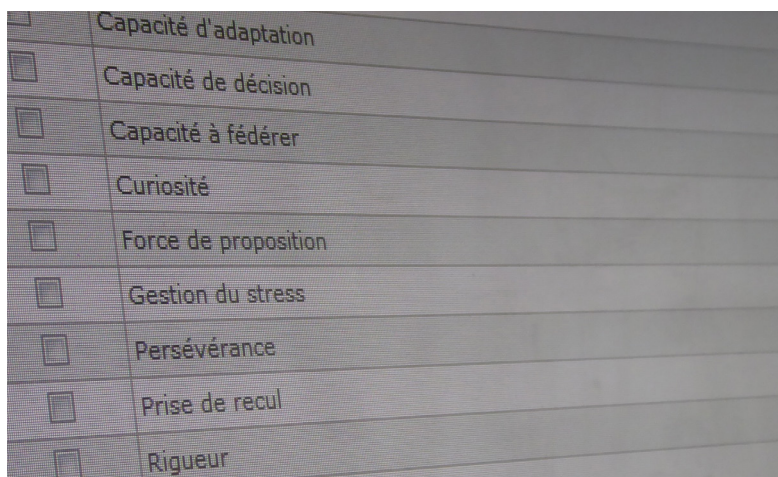 Capacité d'adaptation
Capacité de décision
Capacité à fédérer
Curiosité
Force de proposition
Gestion du stress
Persévérance
Prise de recul
Rigueur